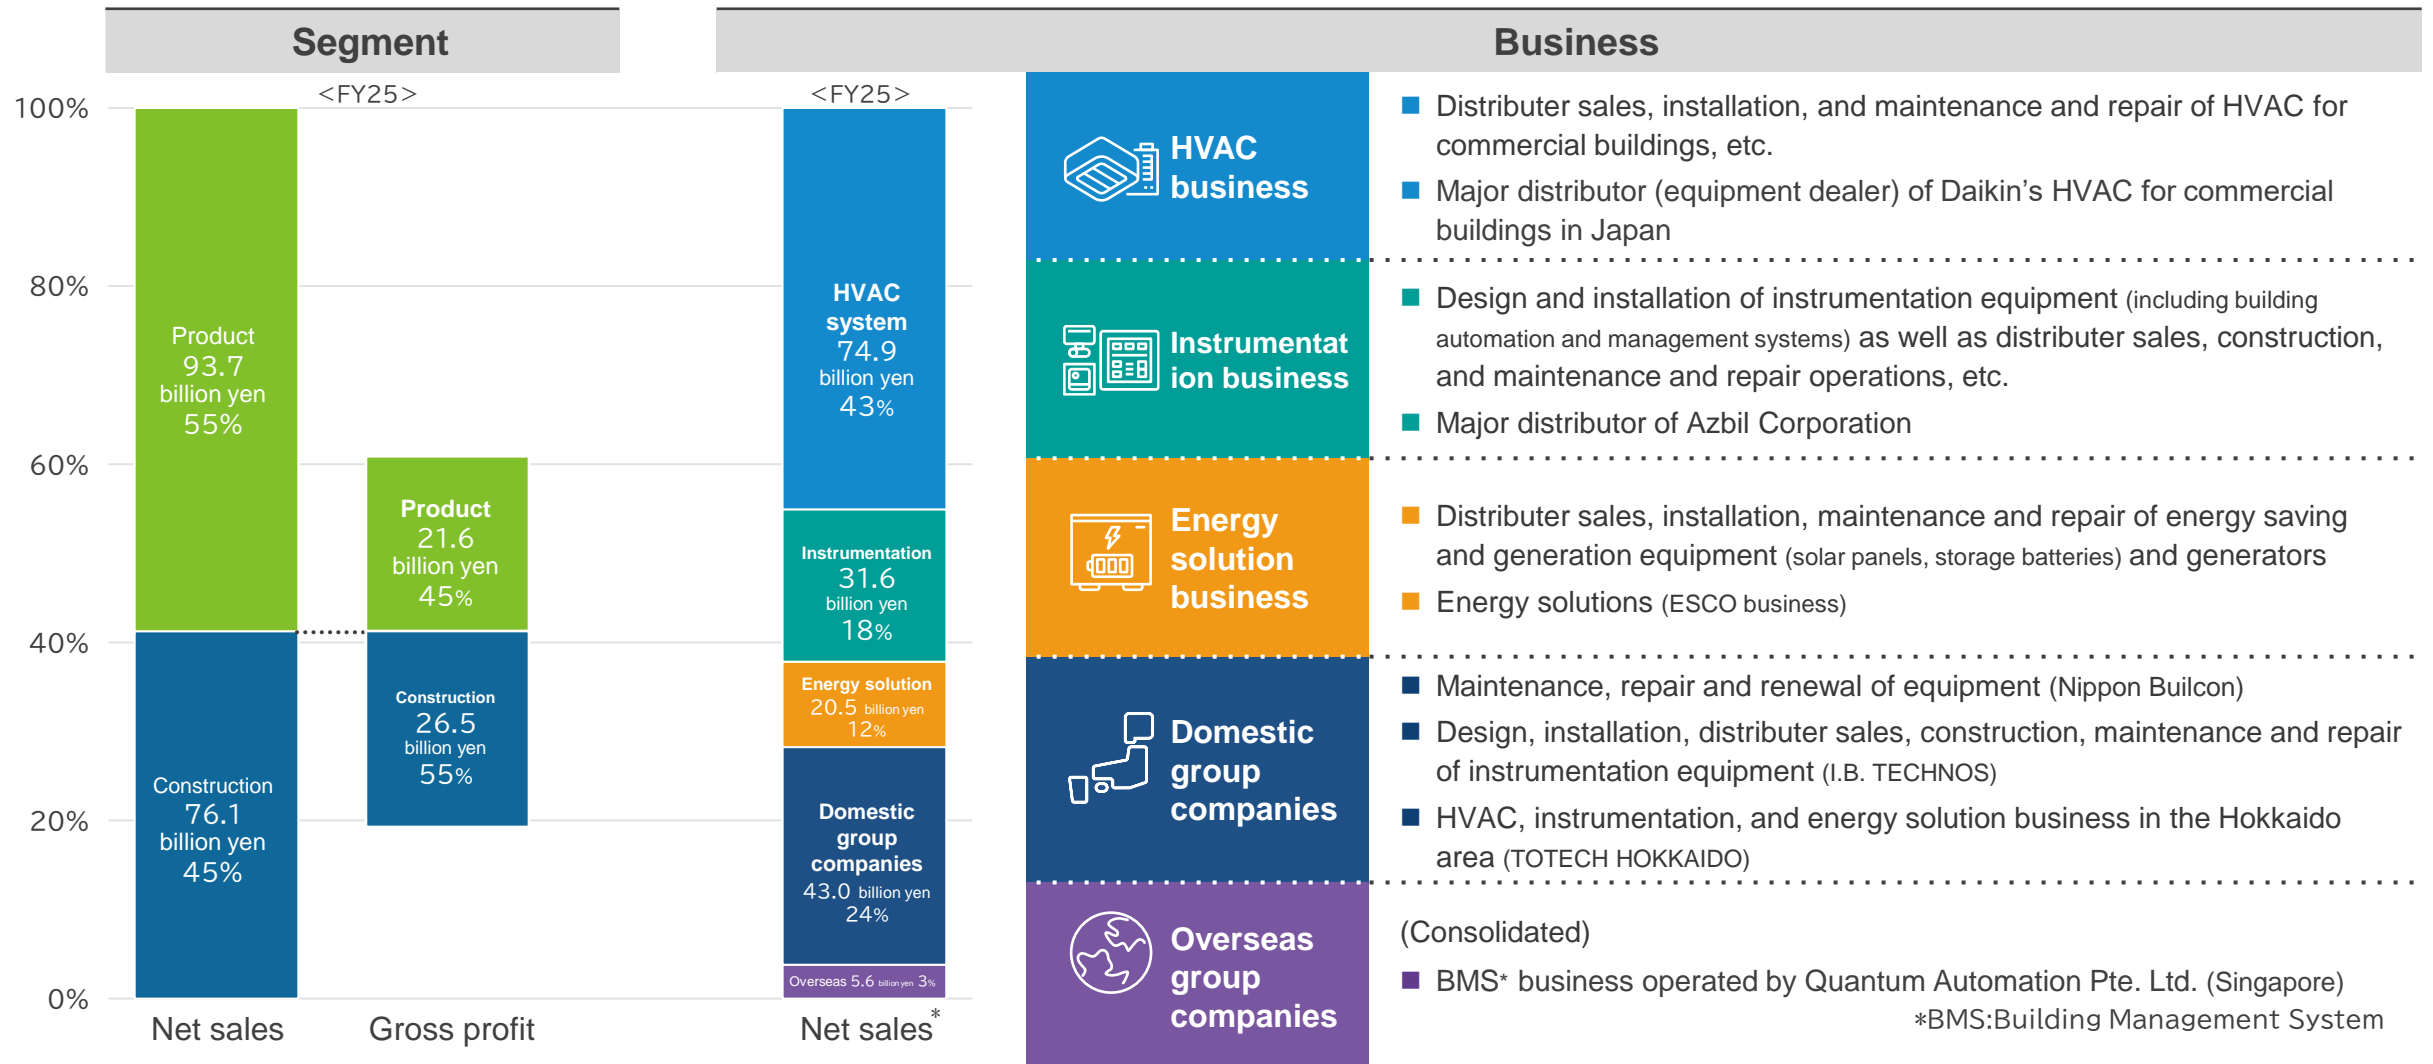 Segment
Business
<FY25>
<FY25>
100%
80%
60%
40%
20%
0%
Product
93.7
billion yen
55%
Construction
76.1
billion yen
45%
Net sales
Product
21.6
billion yen
45%
Construction
26.5
billion yen
55%
Gross profit
HVAC
system
74.9
billion yen
43%
Instrumentation
31.6
billion yen
18%
Energy solution
20.5 billion yen
12%
Domestic
group
companies
43.0 billion yen
24%
Overseas 5.6 billion yen 3%
Net sales*
HVAC
business
■ Distributer sales, installation, and maintenance and repair of HVAC for
commercial buildings, etc.
■ Major distributor (equipment dealer) of Daikin’s HVAC for commercial
buildings in Japan
Instrumentat
ion business
■ Design and installation of instrumentation equipment (including building
automation and management systems) as well as distributer sales, construction,
and maintenance and repair operations, etc.
■ Major distributor of Azbil Corporation
Energy
solution
business
■ Distributer sales, installation, maintenance and repair of energy saving
and generation equipment (solar panels, storage batteries) and generators
■ Energy solutions (ESCO business)
Domestic
group
companies
■ Maintenance, repair and renewal of equipment (Nippon Builcon)
■ Design, installation, distributer sales, construction, maintenance and repair
of instrumentation equipment (I.B. TECHNOS)
■ HVAC, instrumentation, and energy solution business in the Hokkaido
area (TOTECH HOKKAIDO)
Overseas
group
companies
(Consolidated)
■ BMS* business operated by Quantum Automation Pte. Ltd. (Singapore)
*BMS:Building Management System